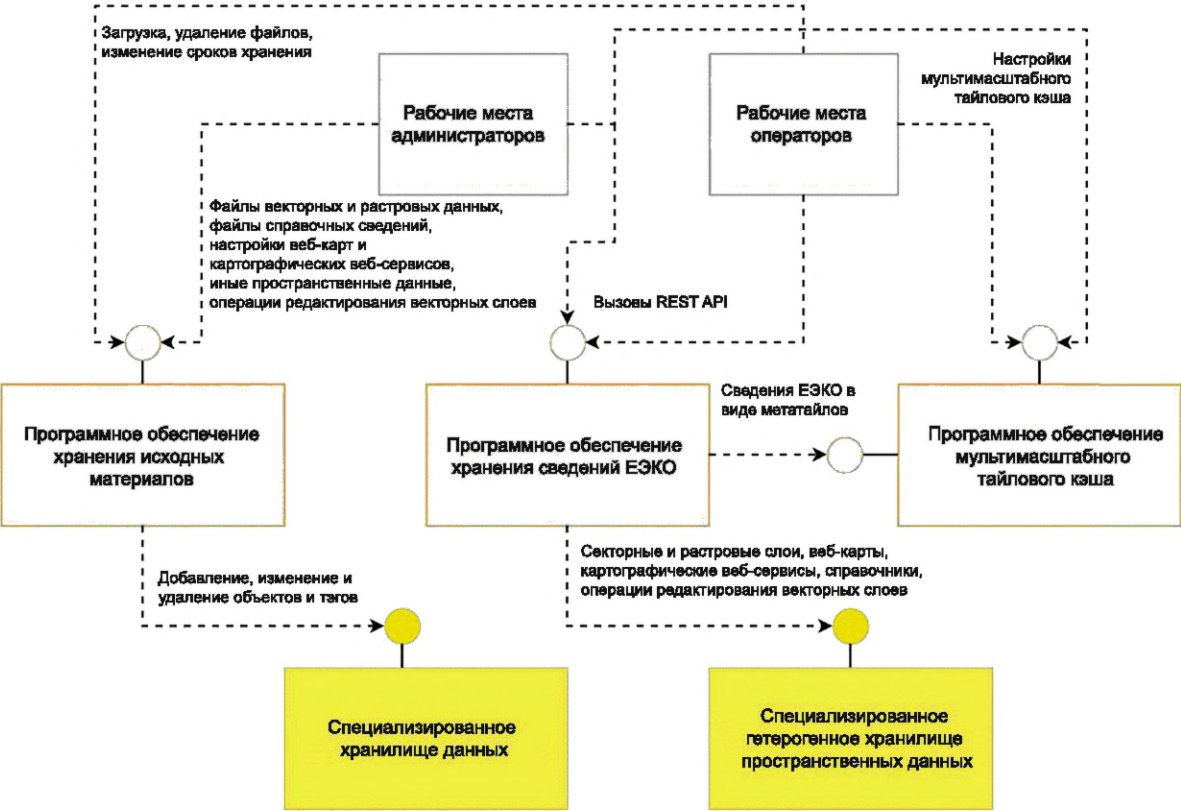 Загрузка, удаление файлов,
изменение сроков хранения
Настройки
мультимасштабного
тайлового кэша
Рабочие места
администраторов
Рабочие места
операторов
Файлы векторных и растровых данных,
файлы справочных сведений,
настройки веб-карт и
картографических веб-сервисов,
иные пространственные данные,
операции редактирования векторных слоев
Вызовы REST API
Сведения ЕЭКО в
виде метатайлов
Программное обеспечение
хранения исходных
материалов
Программное обеспечение
хранения сведений ЕЭКО
Программное обеспечение
мультимасштабного
тайлового кэша
Добавление, изменение и
удаление объектов и тэгов
Секторные и растровые слои, веб-карты,
картографические веб-сервисы, справочники,
операции редактирования векторных слоев
Специализированное
хранилище данных
Специализированное
гетерогенное хранилище
пространственных данных